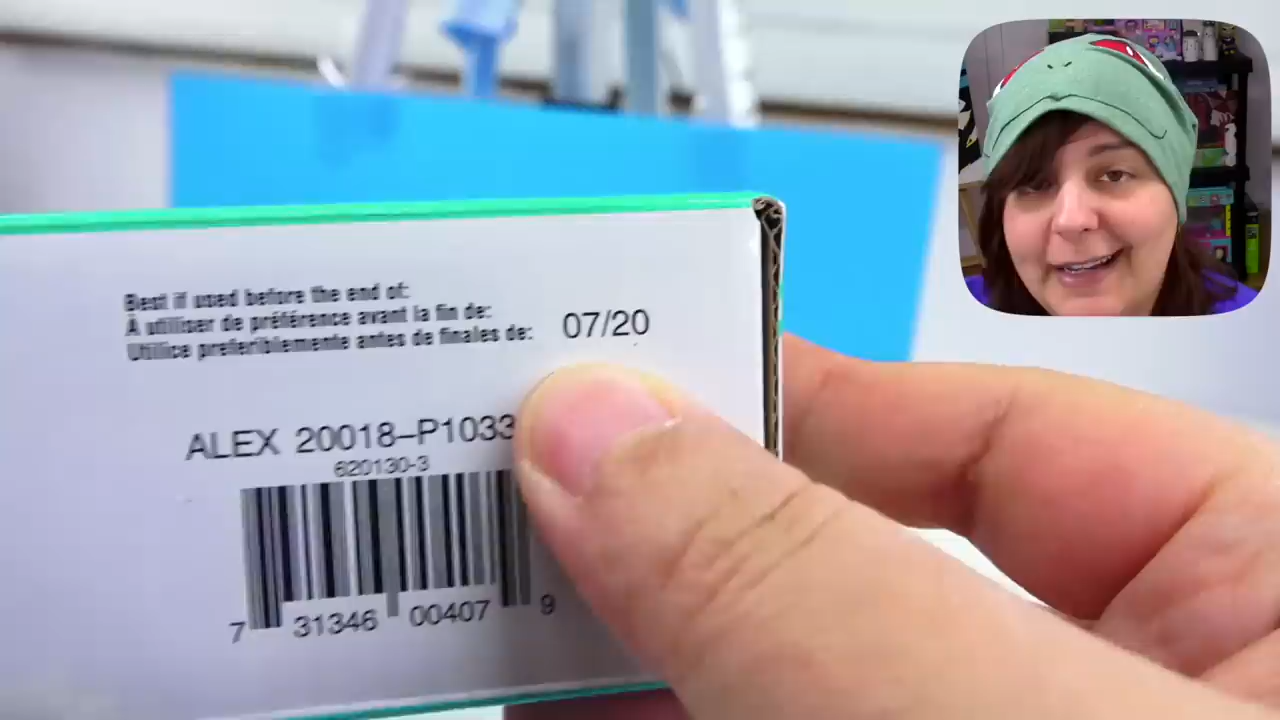 Best if used before the end of:
À utiliser de préférence avant la fin de:
Utilice preferiblemente antes de finales de:
07/20
ALEX 20018-P1033
620130-3
7 31346 00407 9